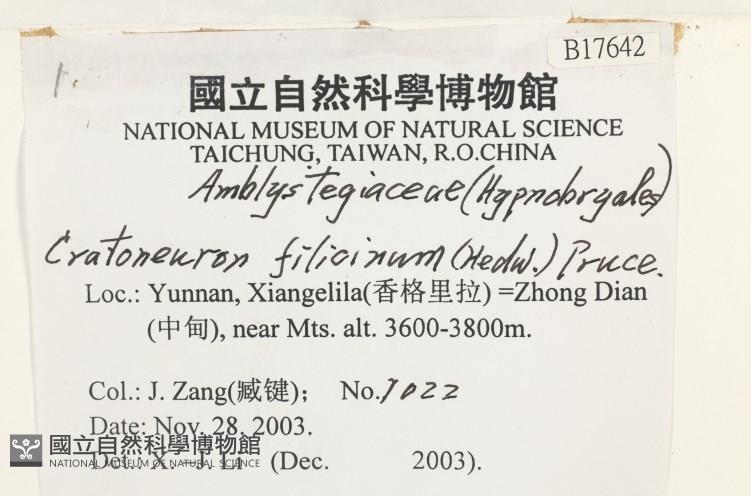 B17642
國立自然科學博物館
NATIONAL MUSEUM OF NATURAL SCIENCE
TAICHUNG, TAIWAN, R.O.CHINA
Amblystegiaceae (Hypnobryales)
Cratoneuron filicinum (Hedw.) Pruce.
Loc.: Yunnan, Xiangelila(香格里拉) =Zhong Dian
(中甸), near Mts. alt. 3600-3800m.
Col.: J. Zang(臧键); No.7022
Date: Nov. 28, 2003.
國立自然科學博物館
NATIONAL MUSEUM OF NATURAL SCIENCE
Det.: X. -J. Li (Dec. 2003).